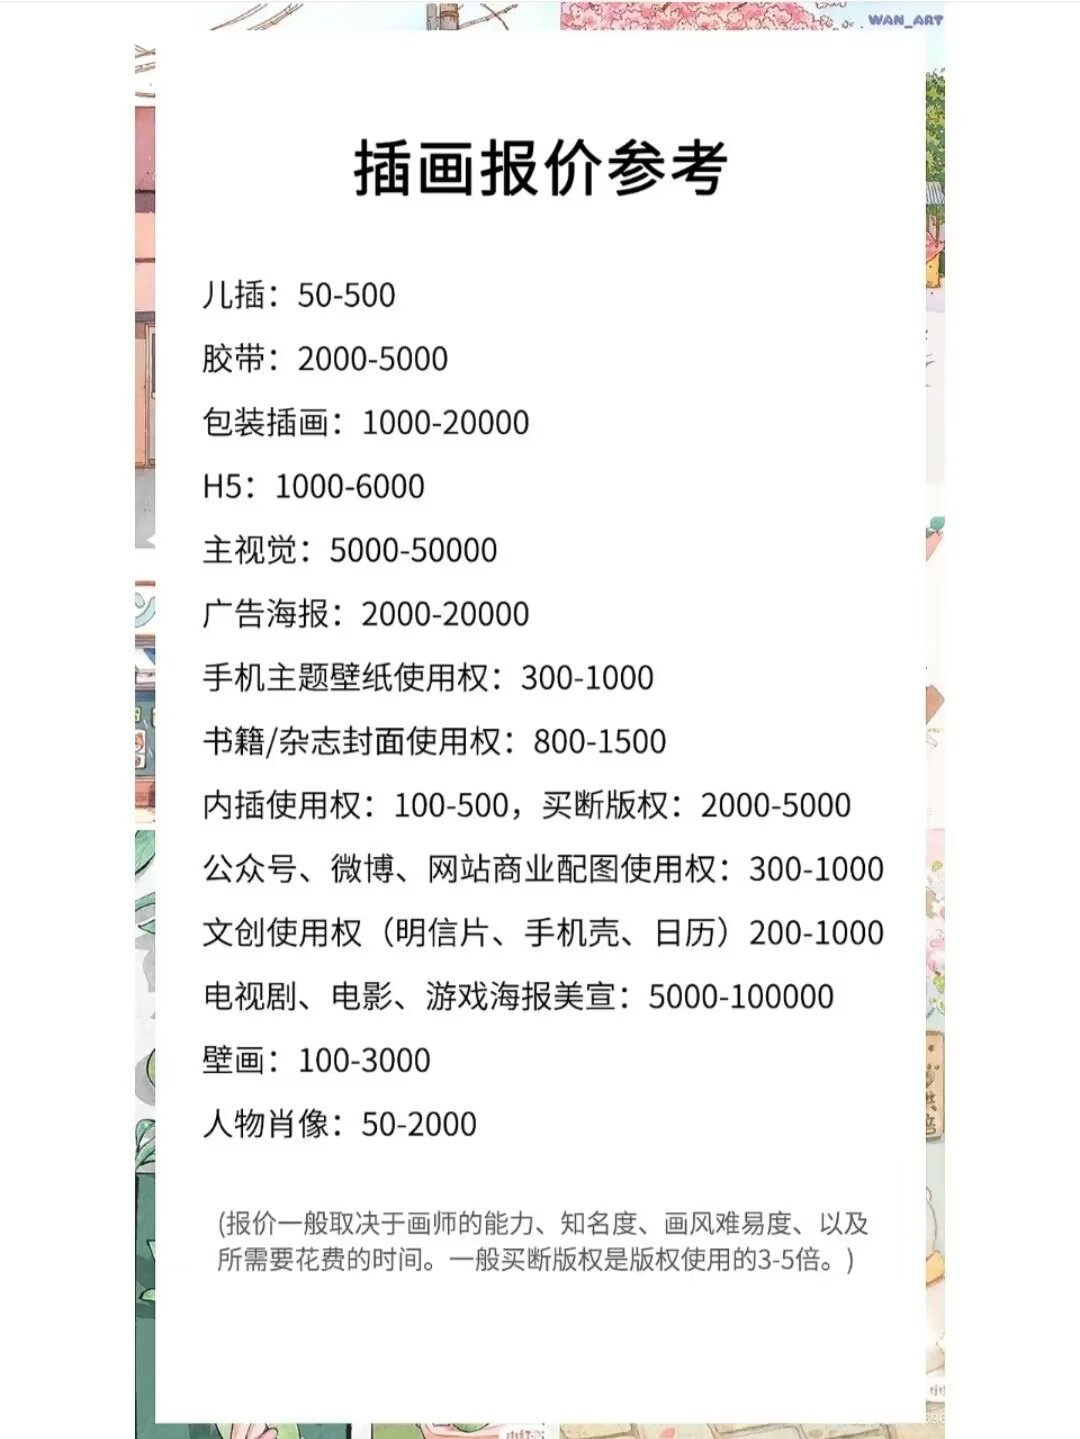 WAN_ART
插画报价参考
儿插：50-500
胶带：2000-5000
包装插画：1000-20000
H5：1000-6000
主视觉：5000-50000
广告海报：2000-20000
手机主题壁纸使用权：300-1000
书籍/杂志封面使用权：800-1500
内插使用权：100-500，买断版权：2000-5000
公众号、微博、网站商业配图使用权：300-1000
文创使用权（明信片、手机壳、日历）200-1000
电视剧、电影、游戏海报美宣：5000-100000
壁画：100-3000
人物肖像：50-2000
(报价一般取决于画师的能力、知名度、画风难易度、以及
所需要花费的时间。一般买断版权是版权使用的3-5倍。)